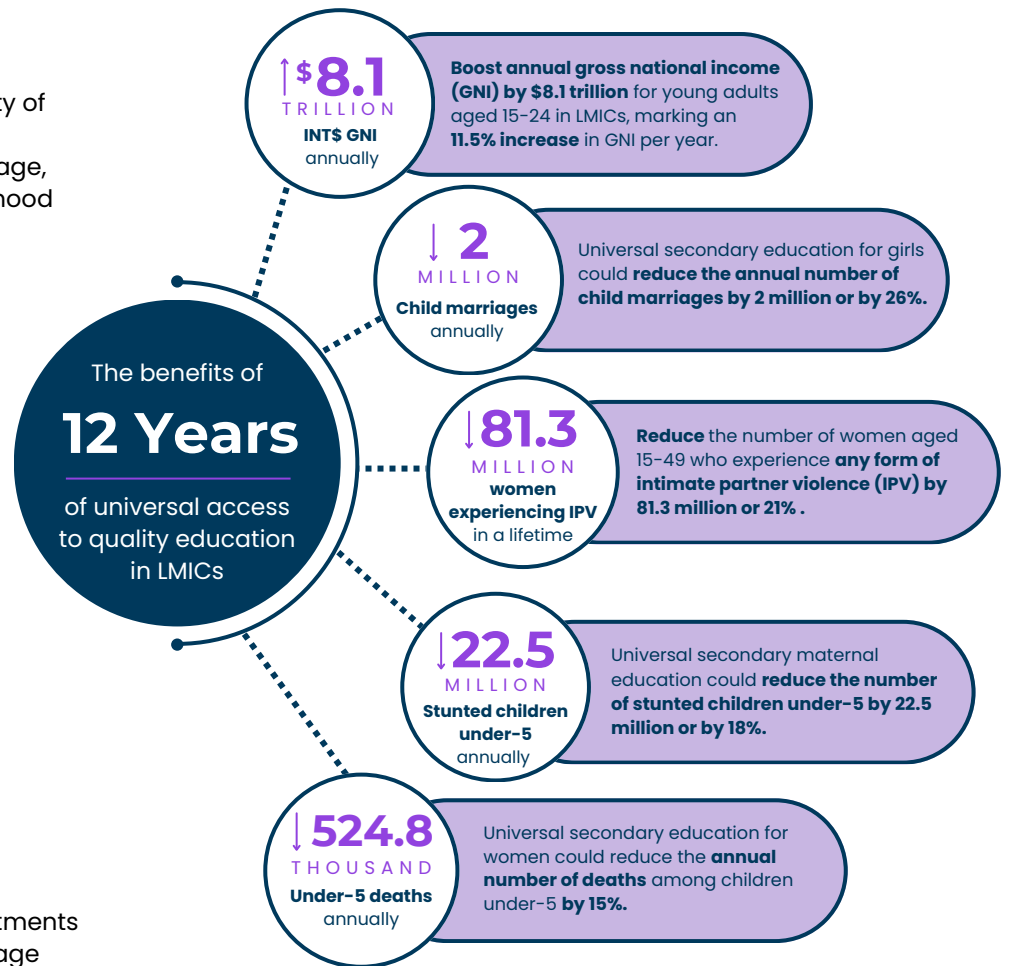 ty of
age,
hood
$8.1
TRILLION
INT$ GNI
annually
Boost annual gross national income
(GNI) by $8.1 trillion for young adults
aged 15-24 in LMICs, marking an
11.5% increase in GNI per year.
2
MILLION
Child marriages
annually
Universal secondary education for girls
could reduce the annual number of
child marriages by 2 million or by 26%.
The benefits of
12 Years
of universal access
to quality education
in LMICs
81.3
MILLION
women
experiencing IPV
in a lifetime
Reduce the number of women aged
15-49 who experience any form of
intimate partner violence (IPV) by
81.3 million or 21% .
22.5
MILLION
Stunted children
under-5
annually
Universal secondary maternal
education could reduce the number
of stunted children under-5 by 22.5
million or by 18%.
524.8
THOUSAND
Under-5 deaths
annually
Universal secondary education for
women could reduce the annual
number of deaths among children
under-5 by 15%.
tments
age